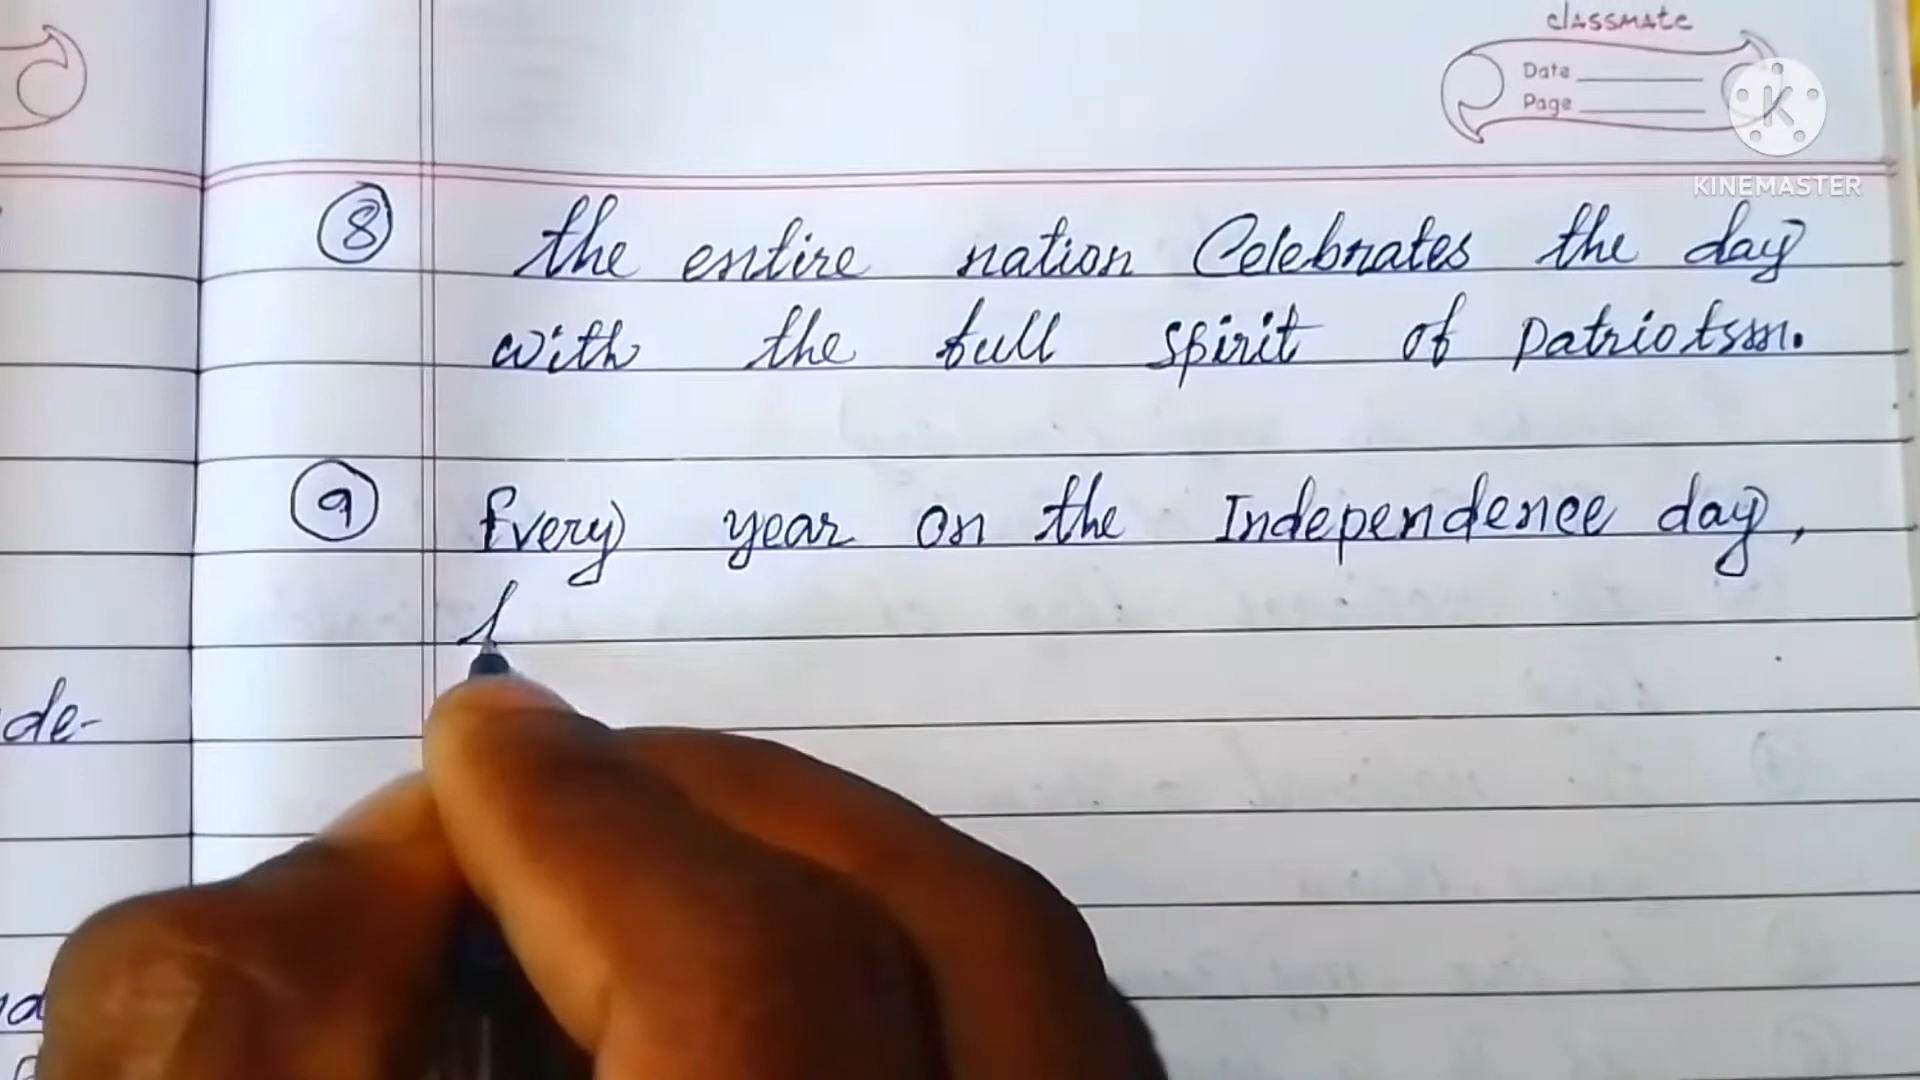 classmate
Date
Page
KINEMASTER
8 the entire nation Celebrates the day
with the full spirit of Patriotsm.
9 Every year on the Independence day,
de-